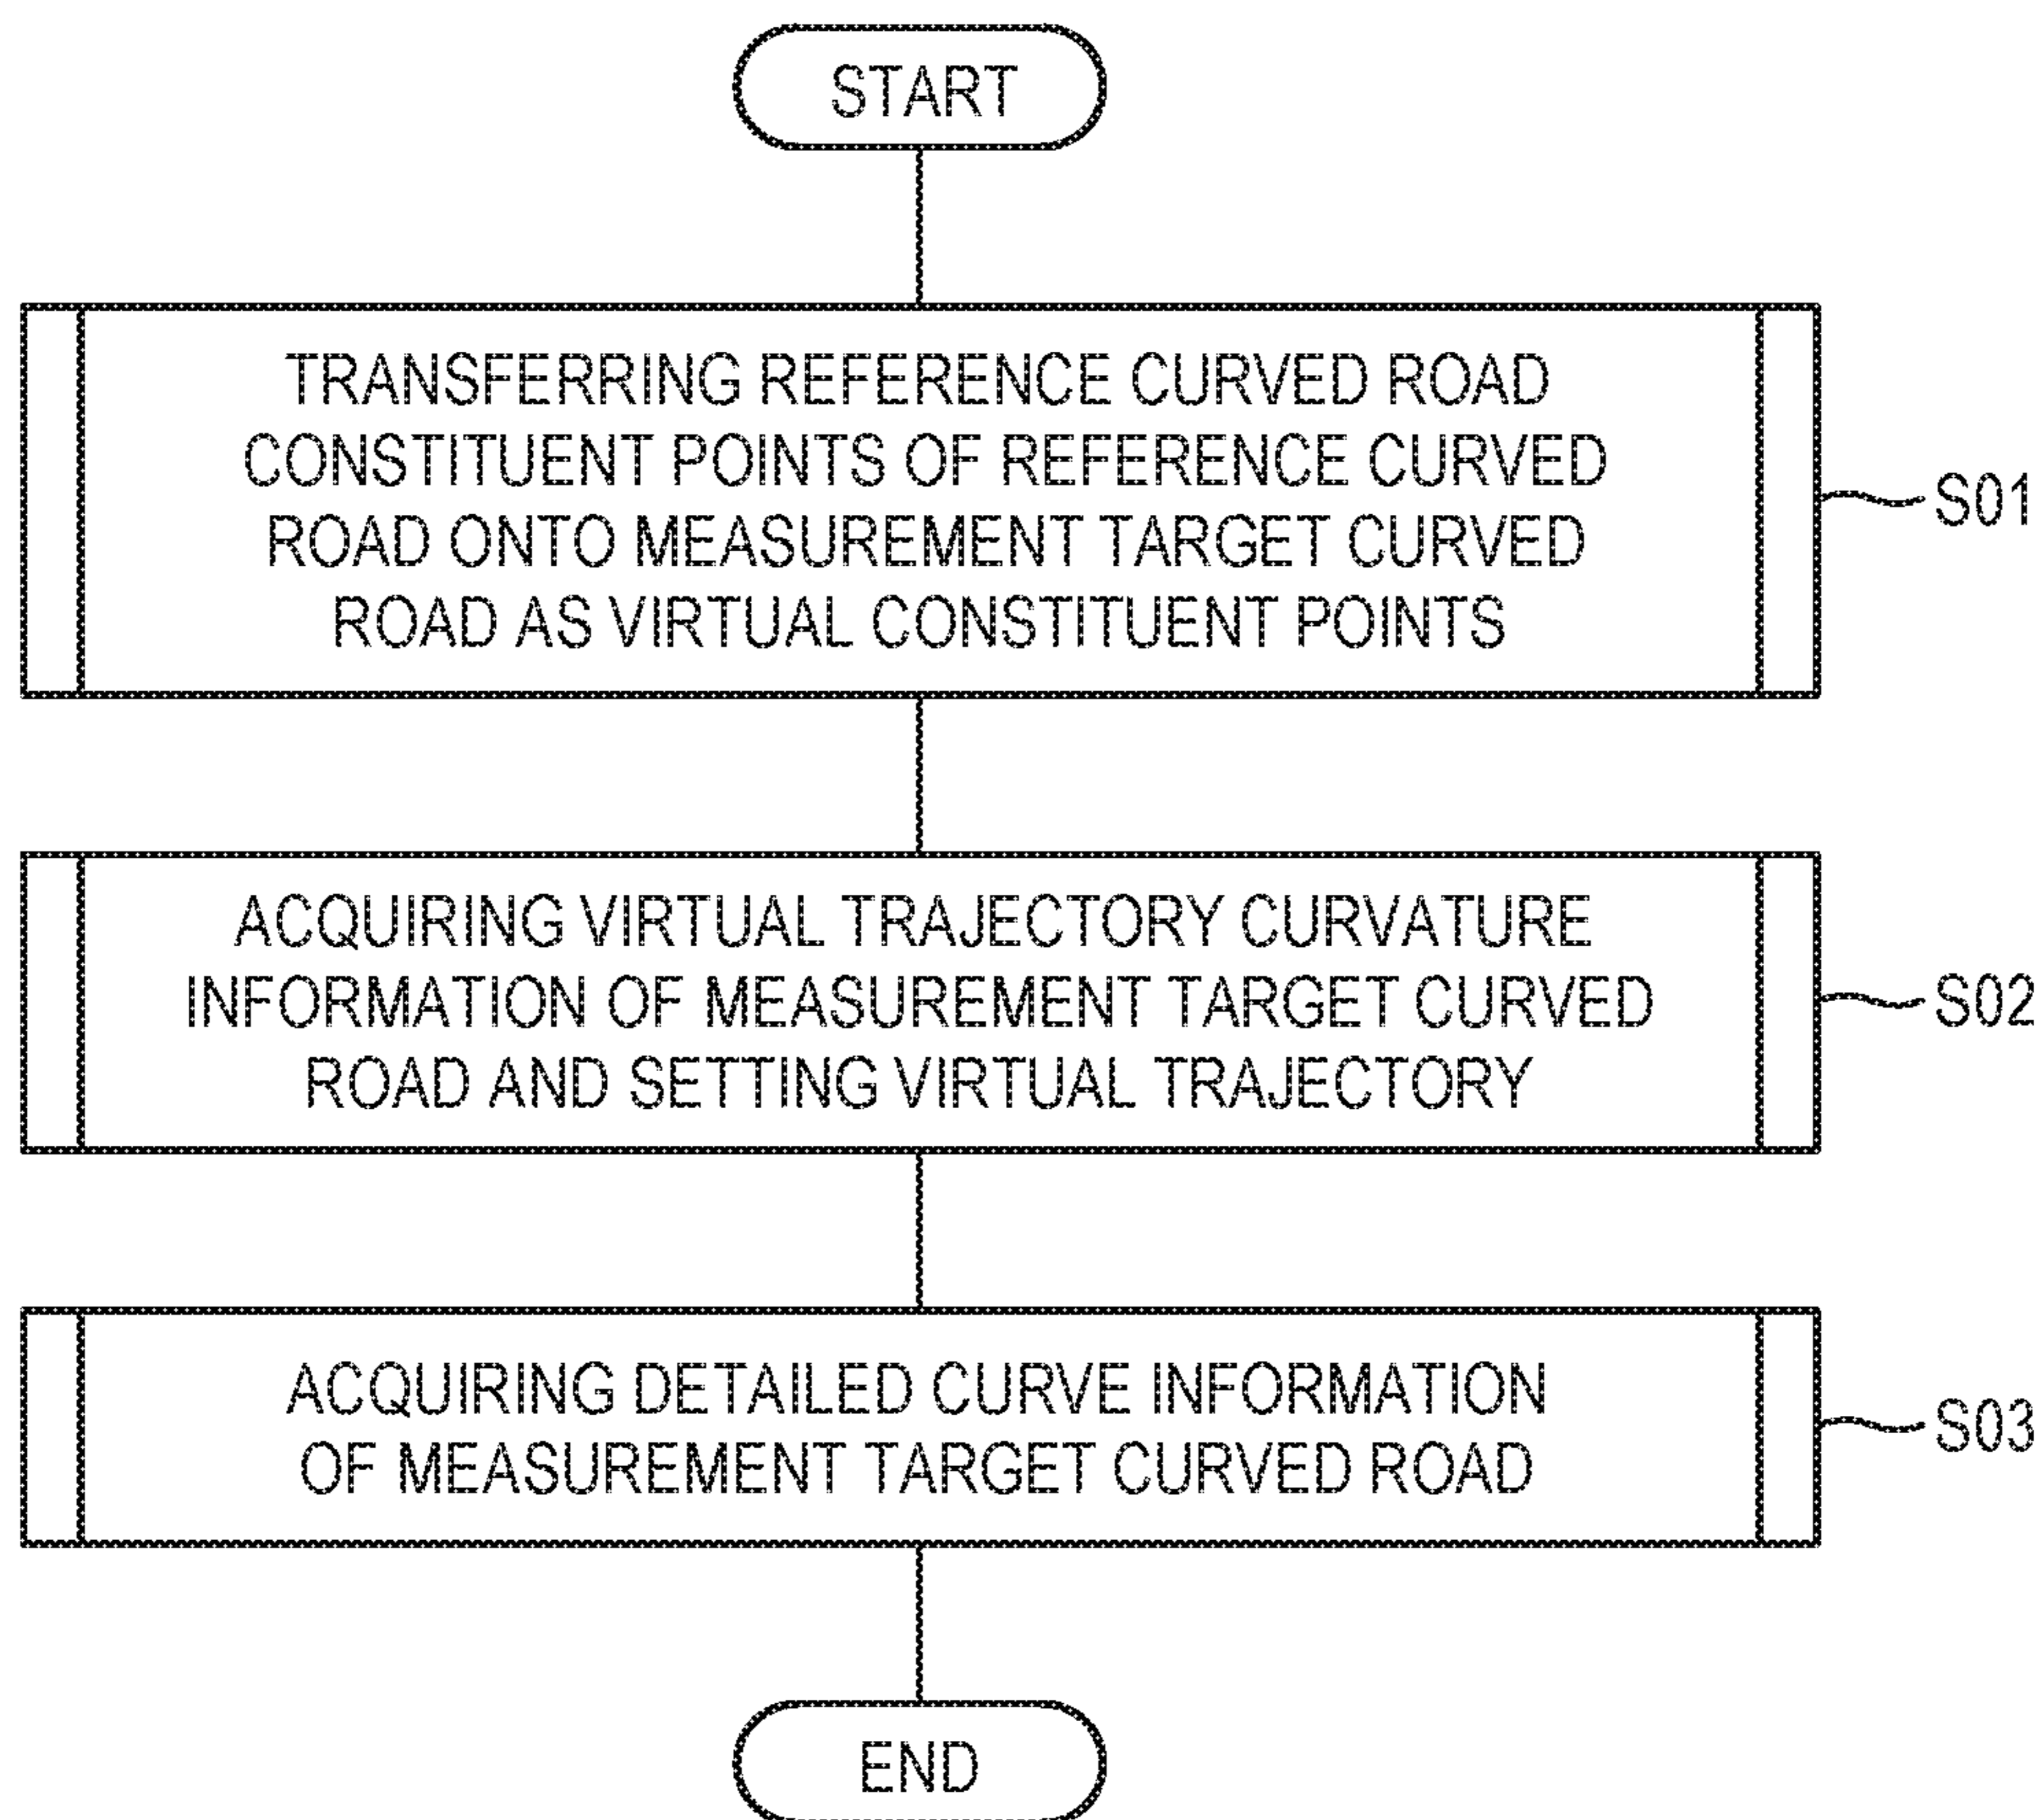 START
TRANSFERRING REFERENCE CURVED ROAD
CONSTITUENT POINTS OF REFERENCE CURVED
ROAD ONTO MEASUREMENT TARGET CURVED
ROAD AS VIRTUAL CONSTITUENT POINTS
S01
ACQUIRING VIRTUAL TRAJECTORY CURVATURE
INFORMATION OF MEASUREMENT TARGET CURVED
ROAD AND SETTING VIRTUAL TRAJECTORY
S02
ACQUIRING DETAILED CURVE INFORMATION
OF MEASUREMENT TARGET CURVED ROAD
S03
END